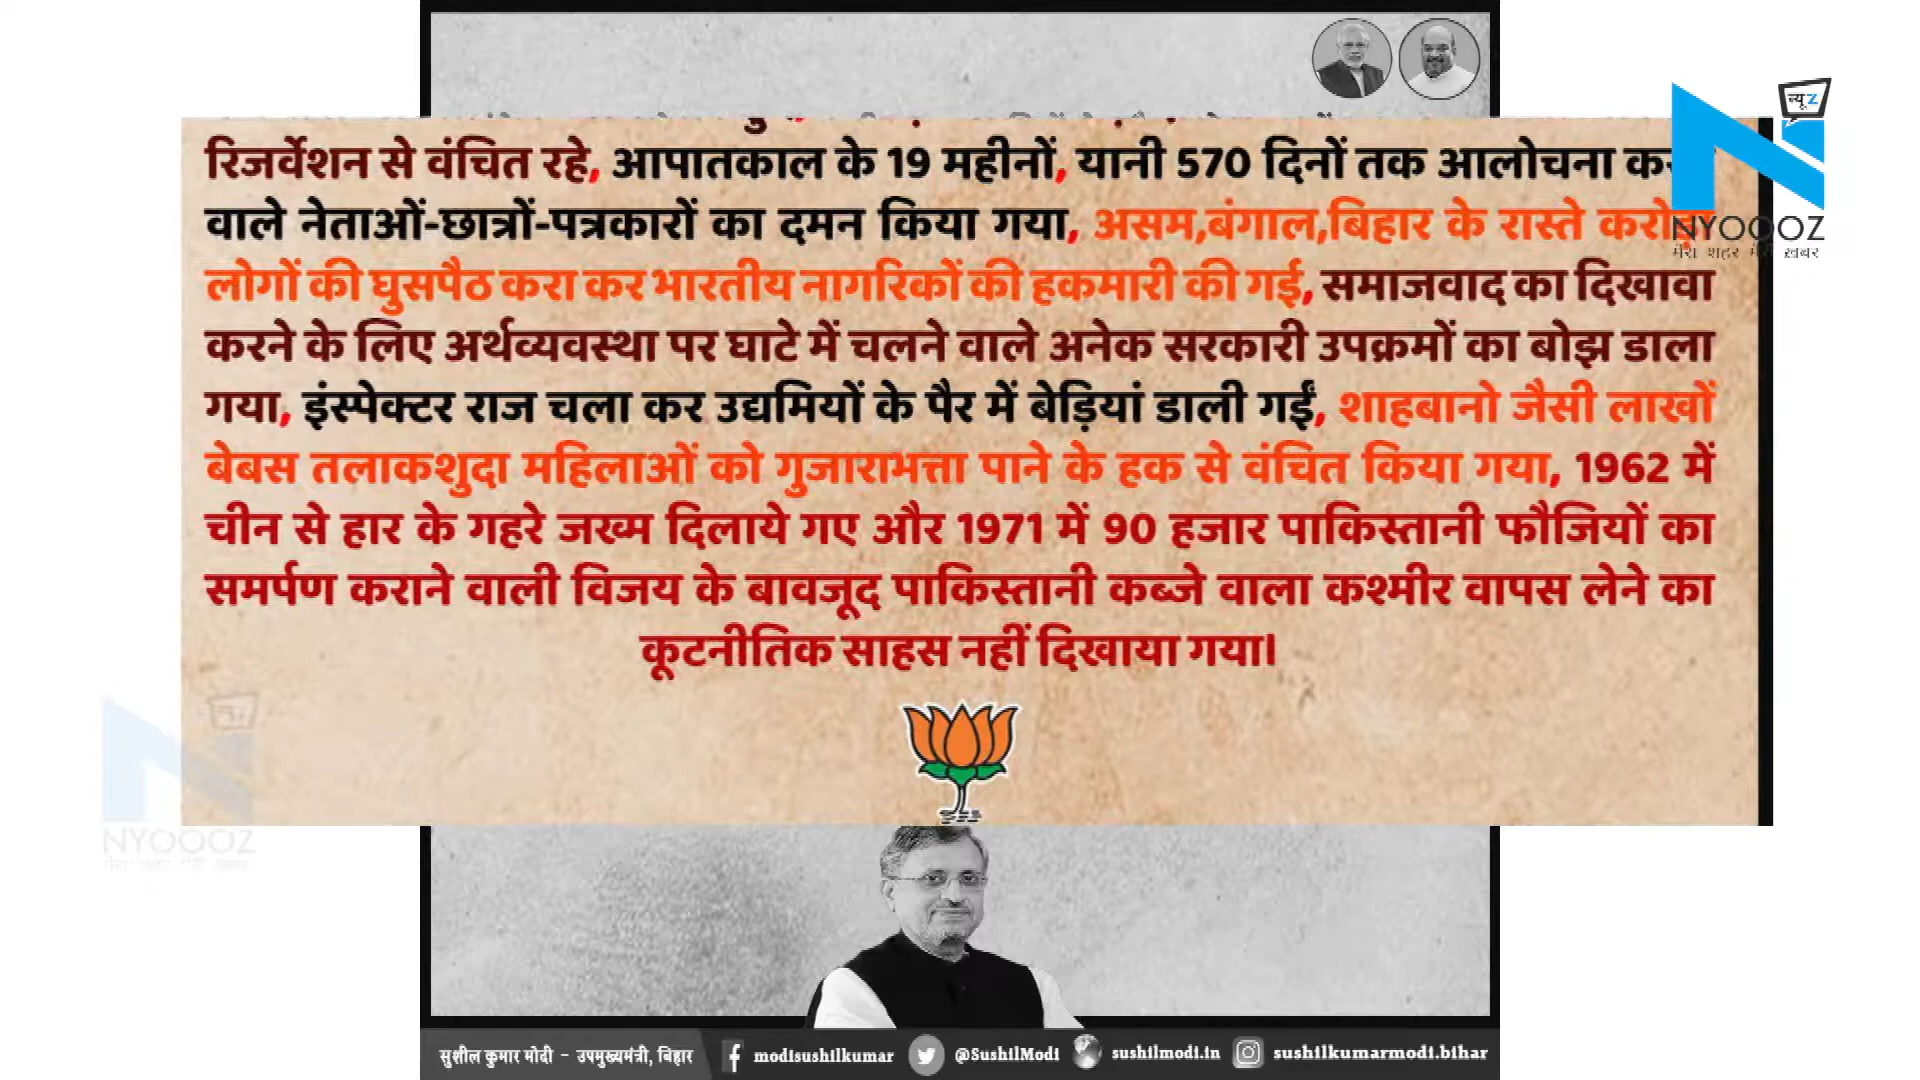 न्यूz
रिजर्वेशन से वंचित रहे, आपातकाल के 19 महीनों, यानी 570 दिनों तक आलोचना
वाले नेताओं-छात्रों-पत्रकारों का दमन किया गया, असम,बंगाल,बिहार के रास्ते
लोगों की घुसपैठ करा कर भारतीय नागरिकों की हकमारी की गई, समाजवाद का दिखावा
करने के लिए अर्थव्यवस्था पर घाटे में चलने वाले अनेक सरकारी उपक्रमों का बोझ डाला
गया, इंस्पेक्टर राज चला कर उद्यमियों के पैर में बेड़ियां डाली गईं, शाहबानो जैसी लाखों
बेबस तलाकशुदा महिलाओं को गुजाराभत्ता पाने के हक से वंचित किया गया, 1962 में
चीन से हार के गहरे जख्म दिलाये गए और 1971 में 90 हजार पाकिस्तानी फौजियों का
समर्पण कराने वाली विजय के बावजूद पाकिस्तानी कब्जे वाला कश्मीर वापस लेने का
कूटनीतिक साहस नहीं दिखाया गया।
NYOOOZ
मेरा शहर मेरी ख़बर
NYOOOZ
सुशील कुमार मोदी - उपमुख्यमंत्री, बिहार modisushilkumar @SushilModi sushilmodi.in sushilkumarmodi.bihar